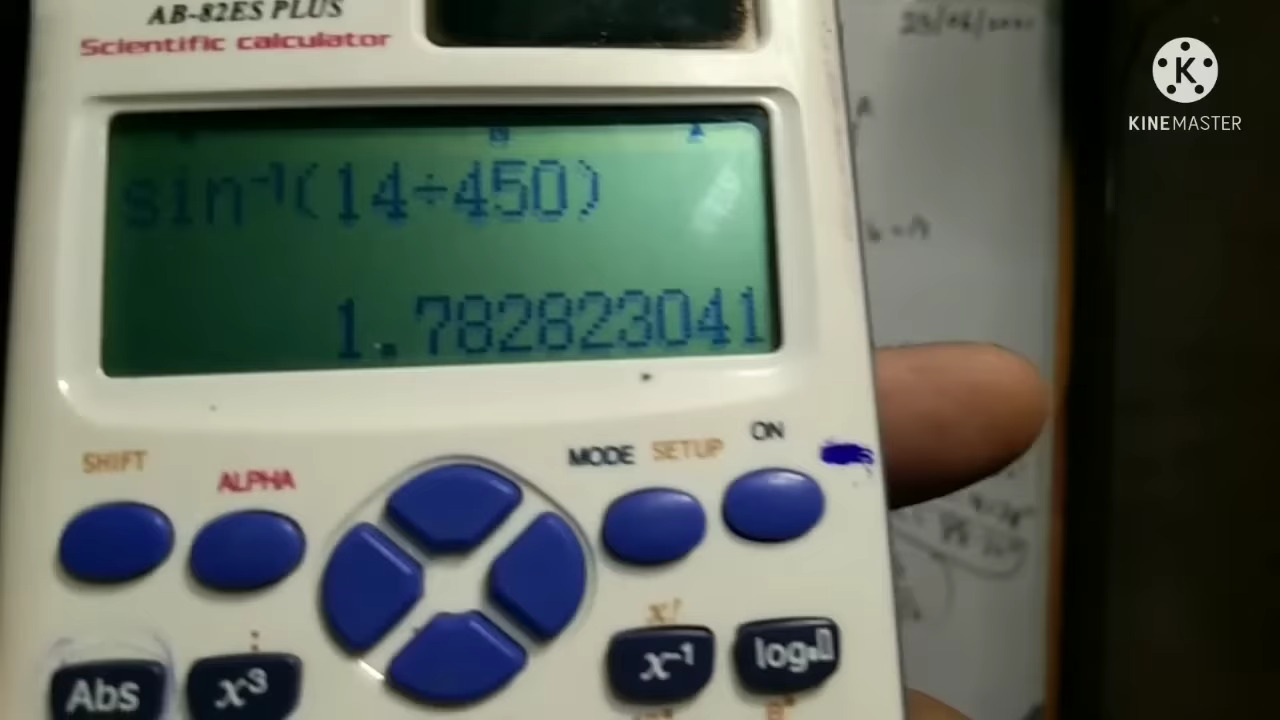 AB-82ES PLUS
Scientific calculator
K
KINEMASTER
sin⁻¹(14÷450)
1.782823041
SHIFT
ALPHA
MODE SETUP
ON
x!
Abs
x³
x⁻¹
log